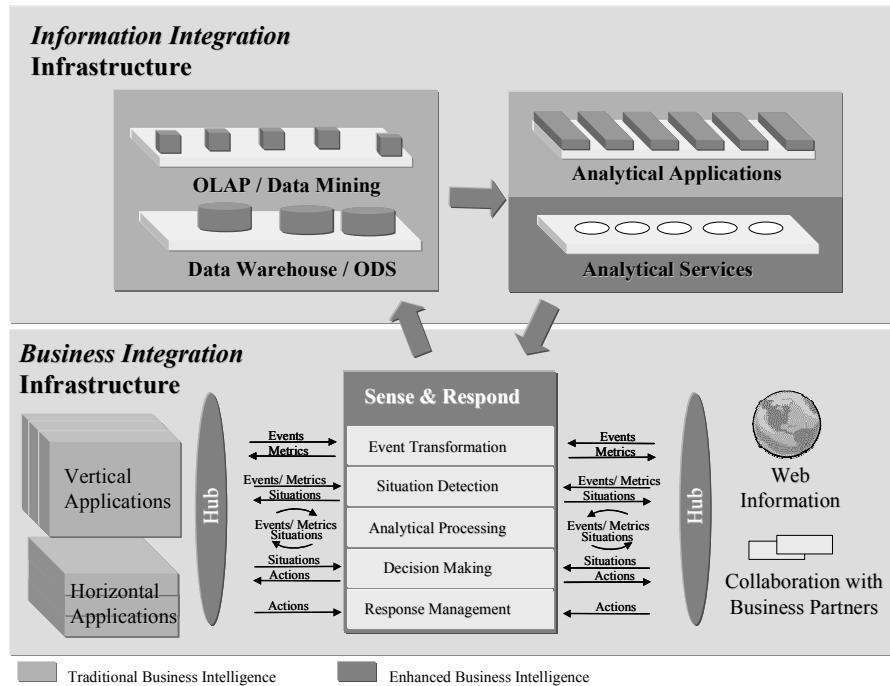 Information Integration
Infrastructure
OLAP / Data Mining
Data Warehouse / ODS
Analytical Applications
Analytical Services
Business Integration
Infrastructure
Vertical
Applications
Horizontal
Applications
Hub
Events
Metrics
Events/ Metrics
Situations
Events/ Metrics
Situations
Situations
Actions
Actions
Sense & Respond
Event Transformation
Situation Detection
Analytical Processing
Decision Making
Response Management
Events
Metrics
Events/ Metrics
Situations
Events/ Metrics
Situations
Situations
Actions
Actions
Hub
Web
Information
Collaboration with
Business Partners
Traditional Business Intelligence
Enhanced Business Intelligence